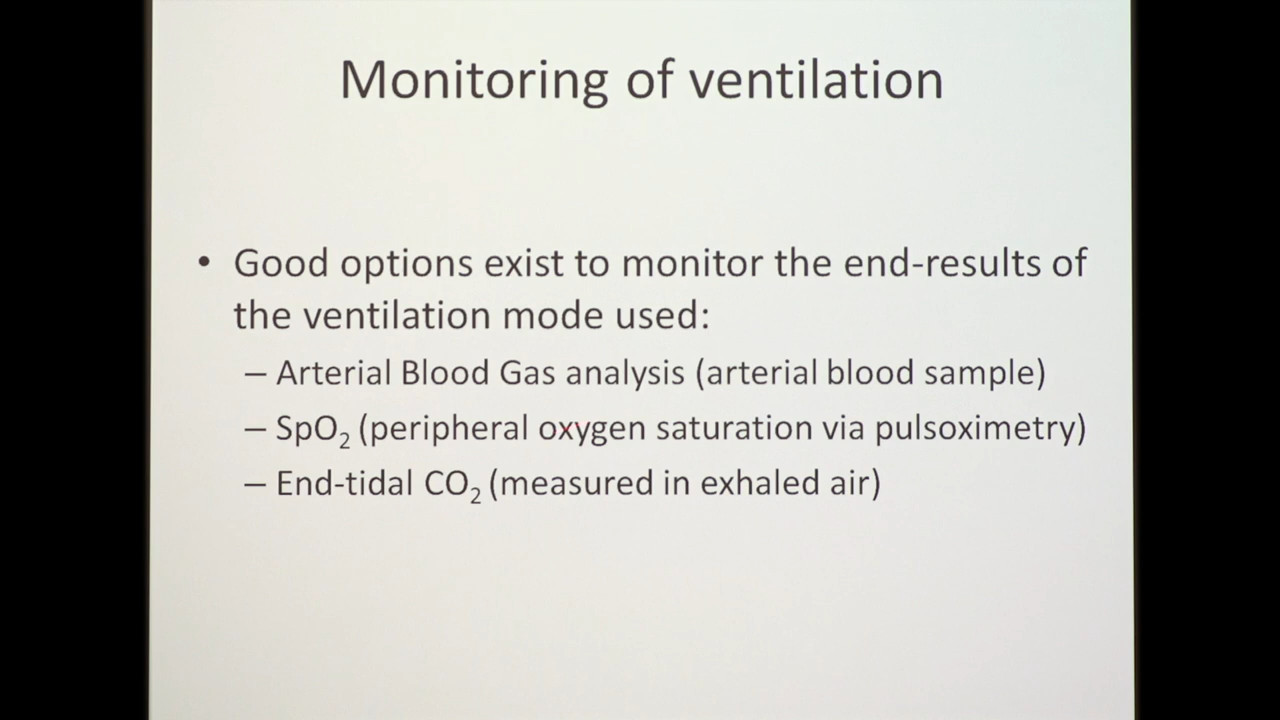 Monitoring of ventilation
• Good options exist to monitor the end-results of
the ventilation mode used:
– Arterial Blood Gas analysis (arterial blood sample)
– SpO₂ (peripheral oxygen saturation via pulsoximetry)
– End-tidal CO₂ (measured in exhaled air)